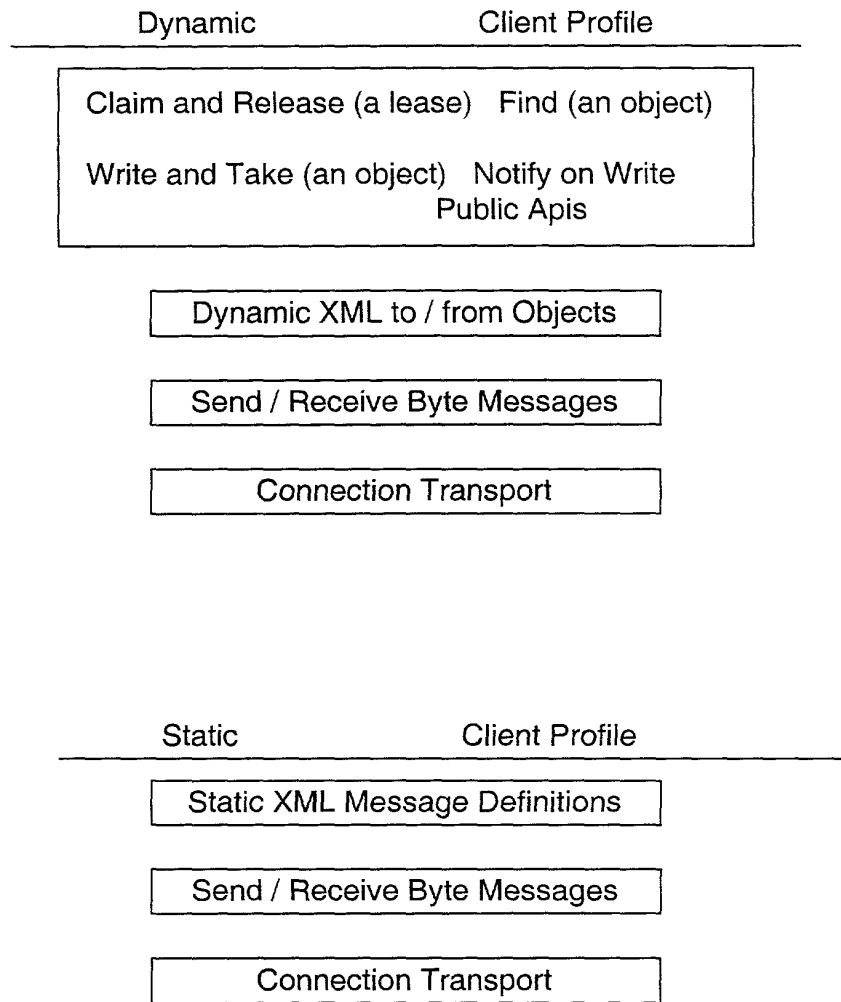 Dynamic Client Profile
Claim and Release (a lease) Find (an object)
Write and Take (an object) Notify on Write
Public Apis
Dynamic XML to / from Objects
Send / Receive Byte Messages
Connection Transport
Static Client Profile
Static XML Message Definitions
Send / Receive Byte Messages
Connection Transport